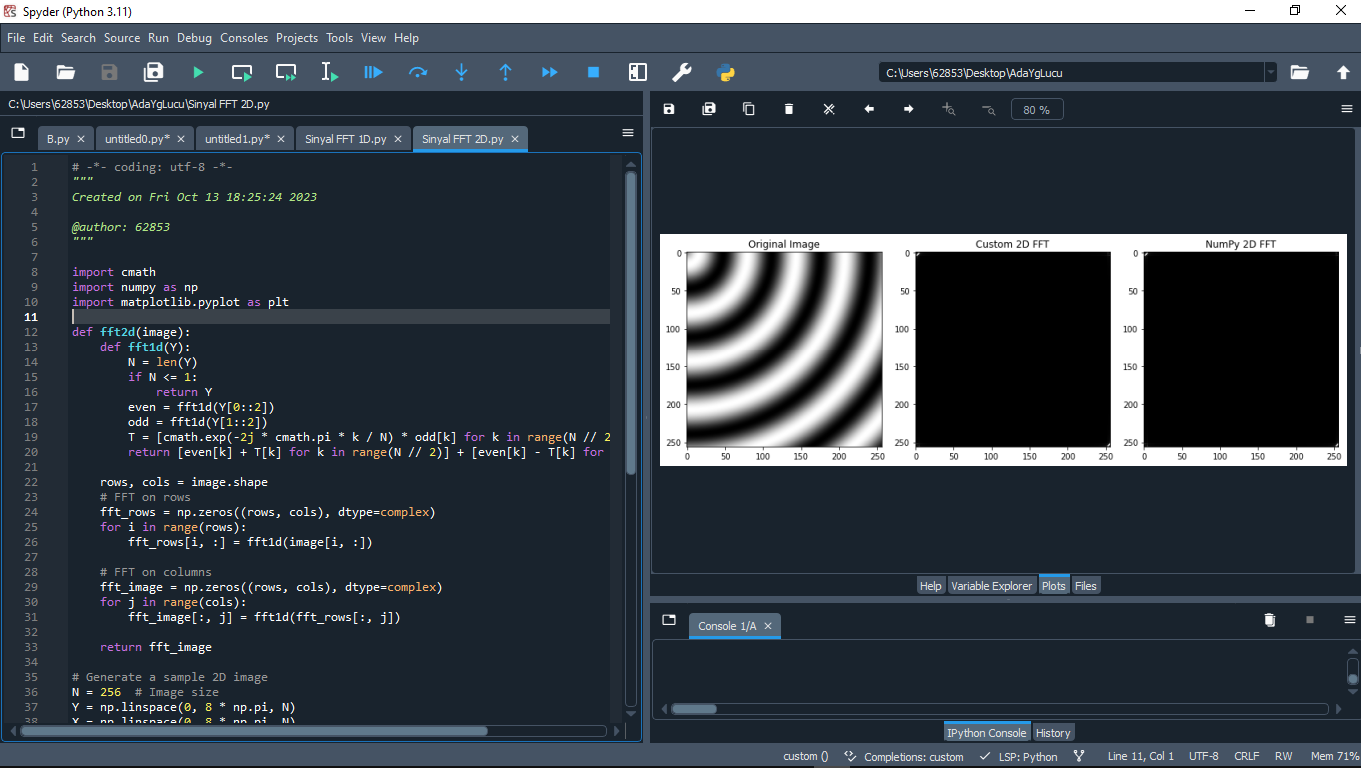 Spyder (Python 3.11)
File Edit Search Source Run Debug Consoles Projects Tools View Help
C:\Users\62853\Desktop\AdaYgLucu
C:\Users\62853\Desktop\AdaYgLucu\Sinyal FFT 2D.py
B.py untitled0.py* untitled1.py* Sinyal FFT 1D.py Sinyal FFT 2D.py
1 # -*- coding: utf-8 -*-
2 """
3 Created on Fri Oct 13 18:25:24 2023
4
5 @author: 62853
6 """
7
8 import cmath
9 import numpy as np
10 import matplotlib.pyplot as plt
11
12 def fft2d(image):
13 def fft1d(Y):
14 N = len(Y)
15 if N <= 1:
16 return Y
17 even = fft1d(Y[0::2])
18 odd = fft1d(Y[1::2])
19 T = [cmath.exp(-2j * cmath.pi * k / N) * odd[k] for k in range(N // 2
20 return [even[k] + T[k] for k in range(N // 2)] + [even[k] - T[k] for
21
22 rows, cols = image.shape
23 # FFT on rows
24 fft_rows = np.zeros((rows, cols), dtype=complex)
25 for i in range(rows):
26 fft_rows[i, :] = fft1d(image[i, :])
27
28 # FFT on columns
29 fft_image = np.zeros((rows, cols), dtype=complex)
30 for j in range(cols):
31 fft_image[:, j] = fft1d(fft_rows[:, j])
32
33 return fft_image
34
35 # Generate a sample 2D image
36 N = 256 # Image size
37 Y = np.linspace(0, 8 * np.pi, N)
38 X = np.linspace(0, 8 * np.pi, N)
80 %
Original Image
0
50
100
150
200
250
0 50 100 150 200 250
Custom 2D FFT
0
50
100
150
200
250
0 50 100 150 200 250
NumPy 2D FFT
0
50
100
150
200
250
0 50 100 150 200 250
Help Variable Explorer Plots Files
Console 1/A
IPython Console History
custom () Completions: custom LSP: Python Line 11, Col 1 UTF-8 CRLF RW Mem 71%